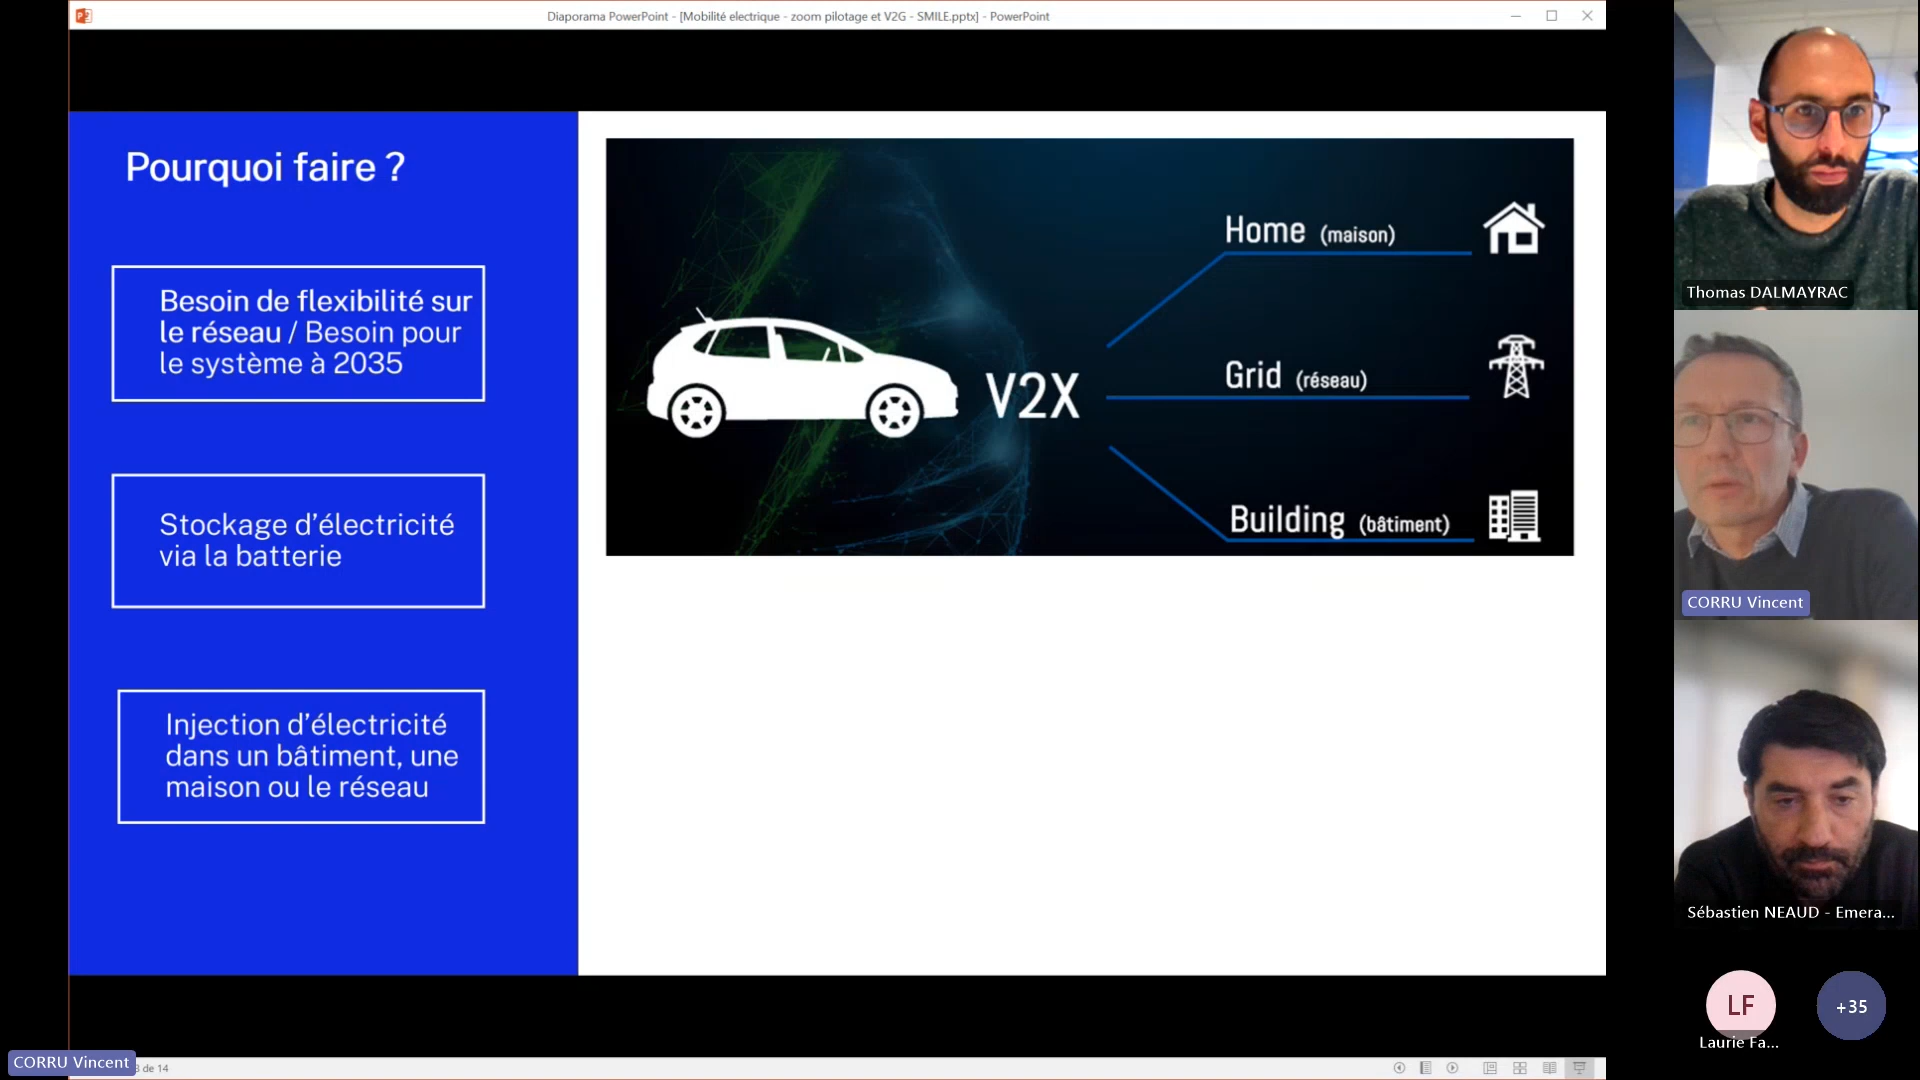 Diaporama PowerPoint - [Mobilité electrique - zoom pilotage et V2G - SMILE.pptx] - PowerPoint
Pourquoi faire ?
Besoin de flexibilité sur
le réseau / Besoin pour
le système à 2035
Stockage d'électricité
via la batterie
Injection d'électricité
dans un bâtiment, une
maison ou le réseau
V2X
Home (maison)
Grid (réseau)
Building (bâtiment)
Thomas DALMAYRAC
CORRU Vincent
Sébastien NEAUD - Emera...
LF
+35
Laurie Fa...
CORRU Vincent
de 14